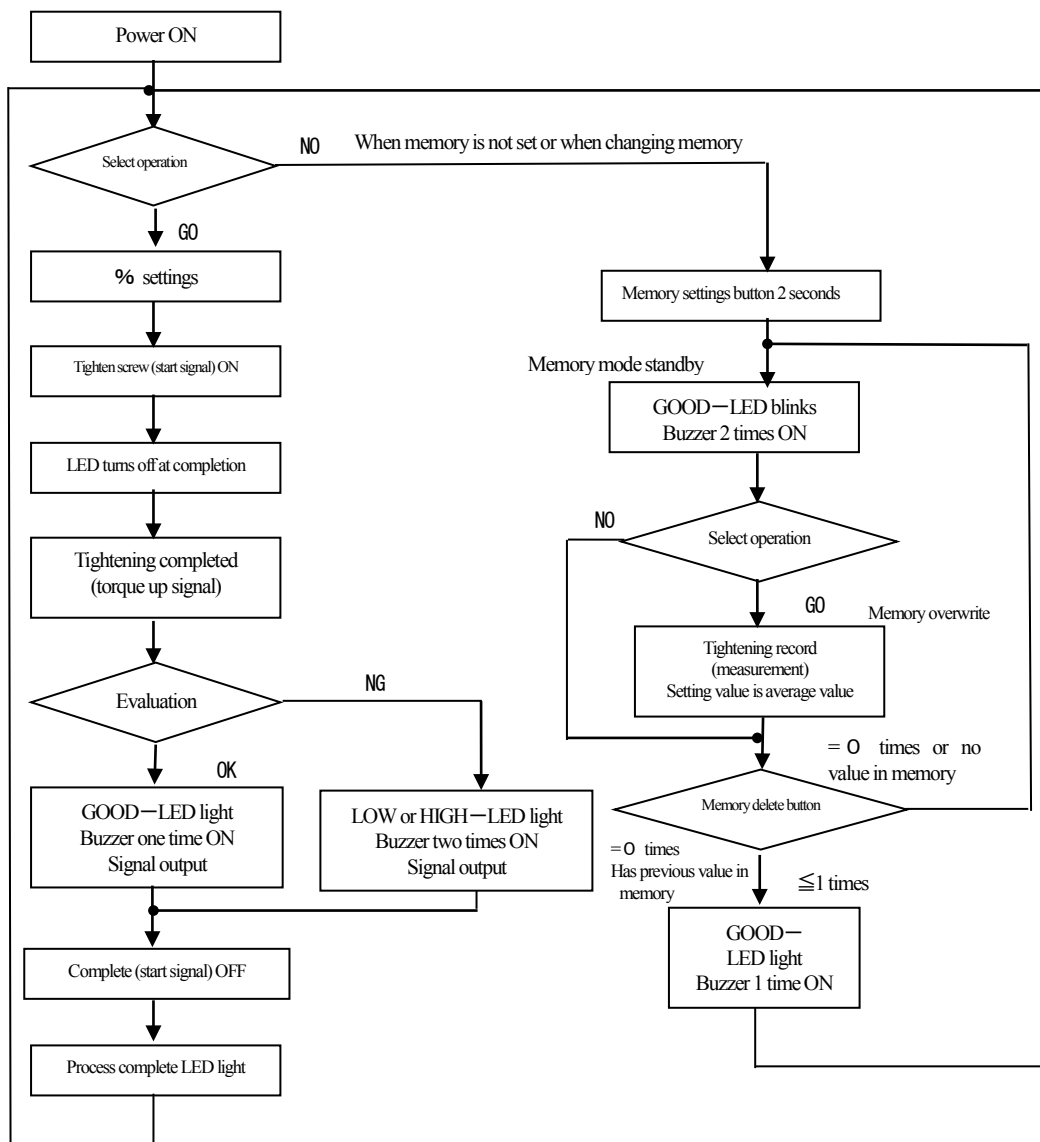 Power ON
Select operation
NO
When memory is not set or when changing memory
GO
% settings
Tighten screw (start signal) ON
LED turns off at completion
Tightening completed
(torque up signal)
Evaluation
NG
OK
GOOD－LED light
Buzzer one time ON
Signal output
LOW or HIGH－LED light
Buzzer two times ON
Signal output
Complete (start signal) OFF
Process complete LED light
Memory settings button 2 seconds
Memory mode standby
GOOD－LED blinks
Buzzer 2 times ON
NO
Select operation
GO
Memory overwrite
Tightening record
(measurement)
Setting value is average value
=0 times or no
value in memory
Memory delete button
=0 times
Has previous value in
memory
≦1 times
GOOD－
LED light
Buzzer 1 time ON